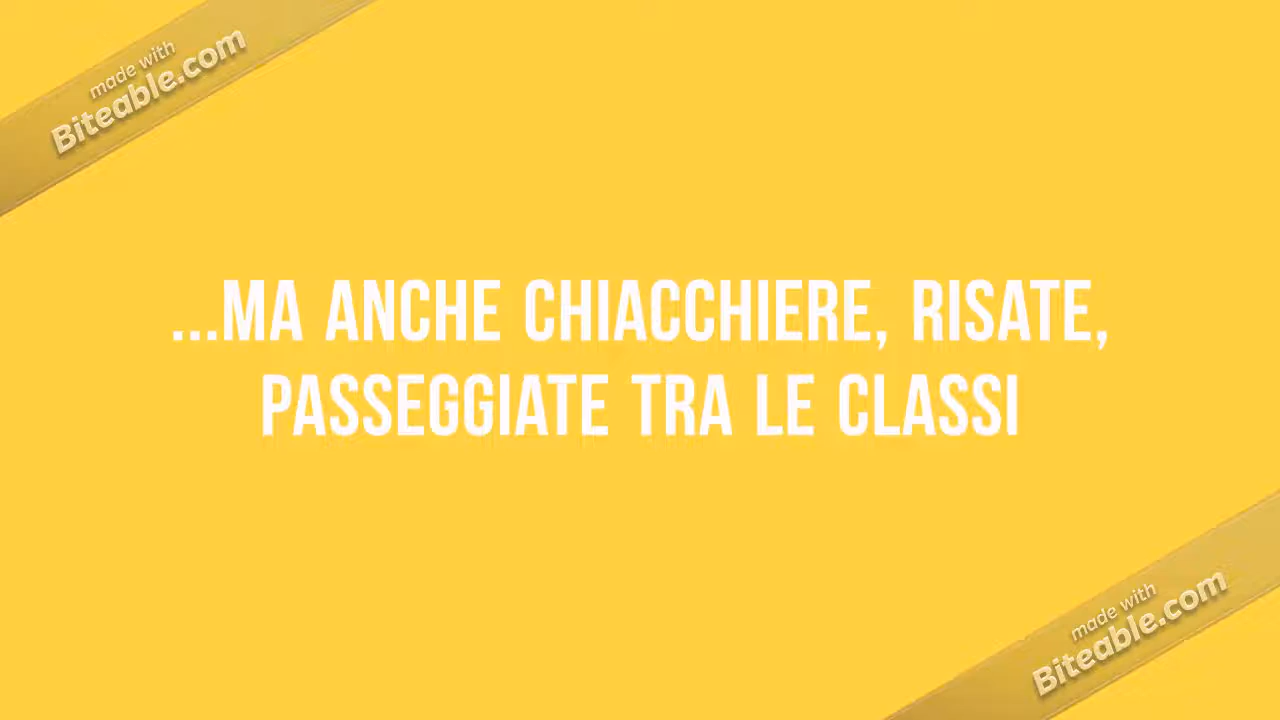 made with
Biteable.com
...MA ANCHE CHIACCHIERE, RISATE,
PASSEGGIATE TRA LE CLASSI
made with
Biteable.com